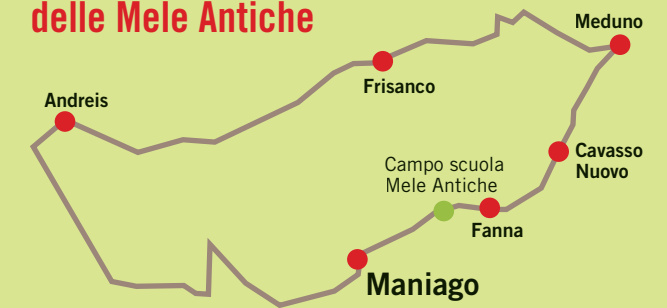 delle Mele Antiche
Meduno
Frisanco
Andreis
Cavasso
Nuovo
Campo scuola
Mele Antiche
Fanna
Maniago